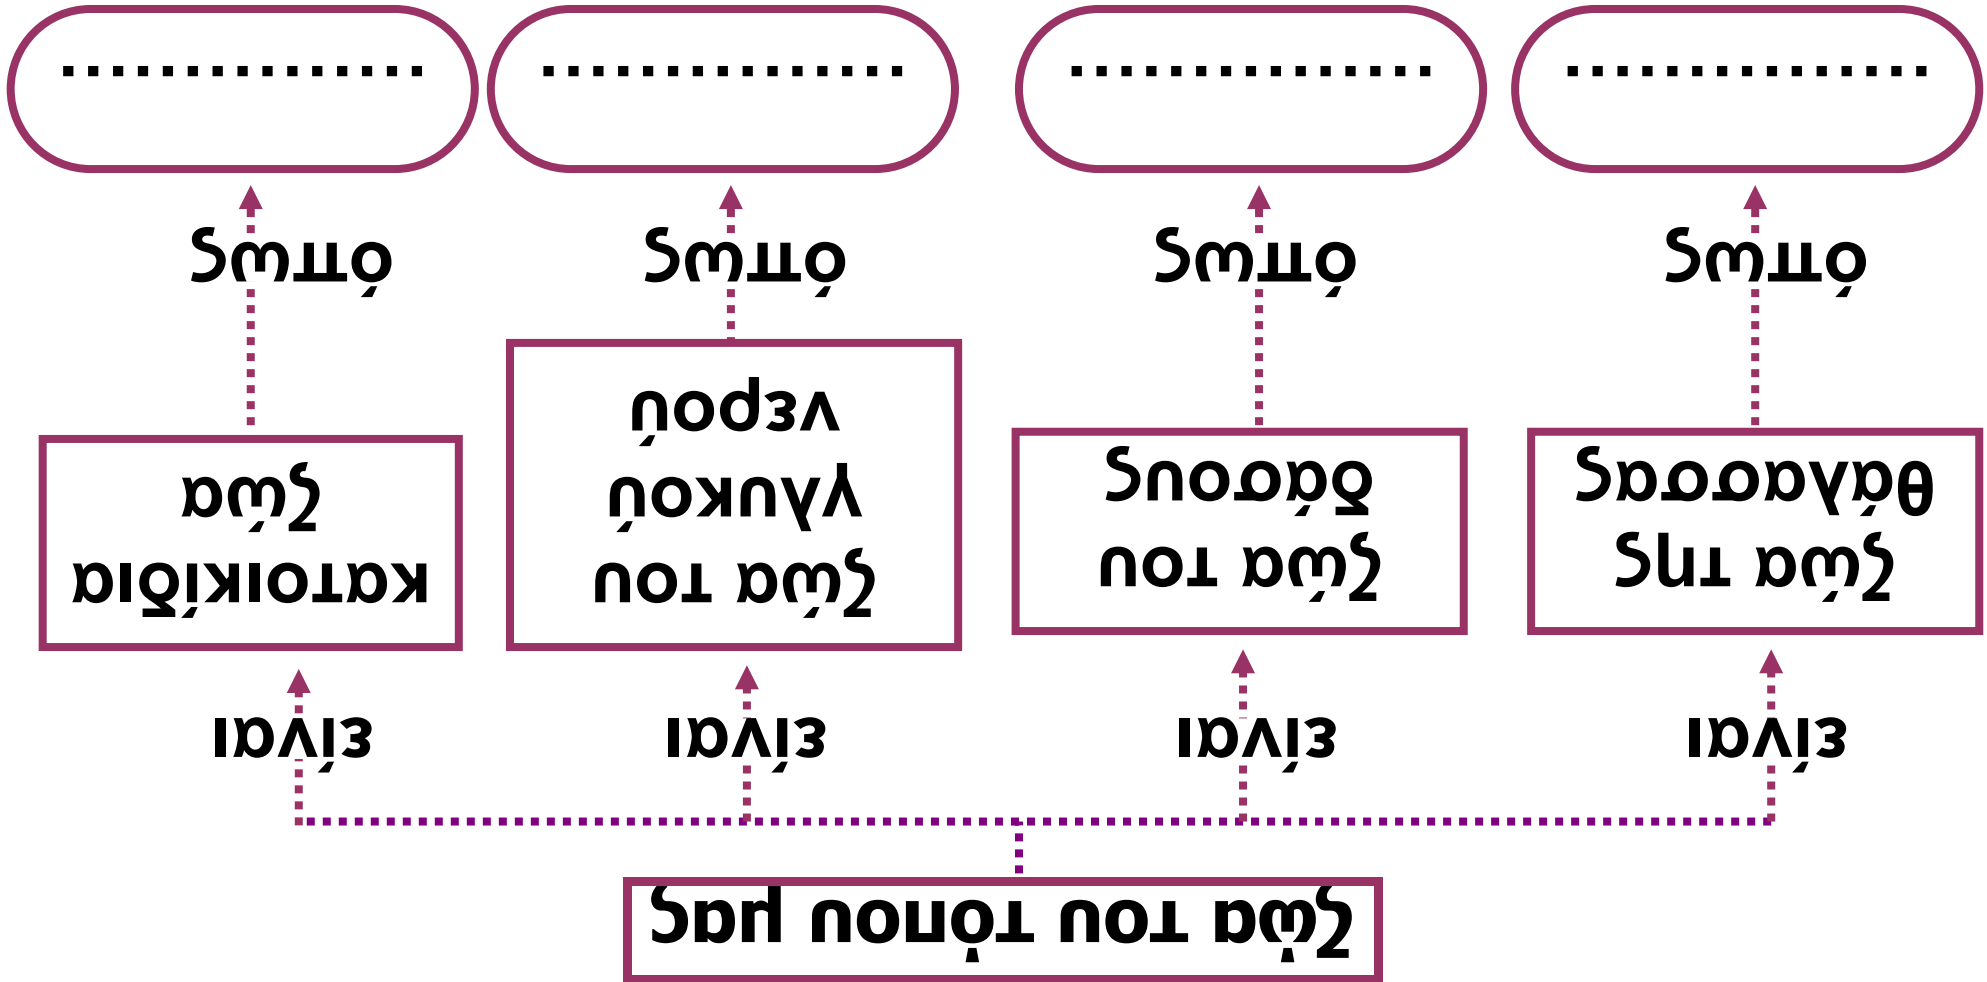 ζώα του τόπου μας
είναι
είναι
είναι
είναι
ζώα της
θάλασσας
ζώα του
δάσους
ζώα του
γλυκού
νερού
κατοικίδια
ζώα
όπως
όπως
όπως
όπως
...............
...............
...............
...............